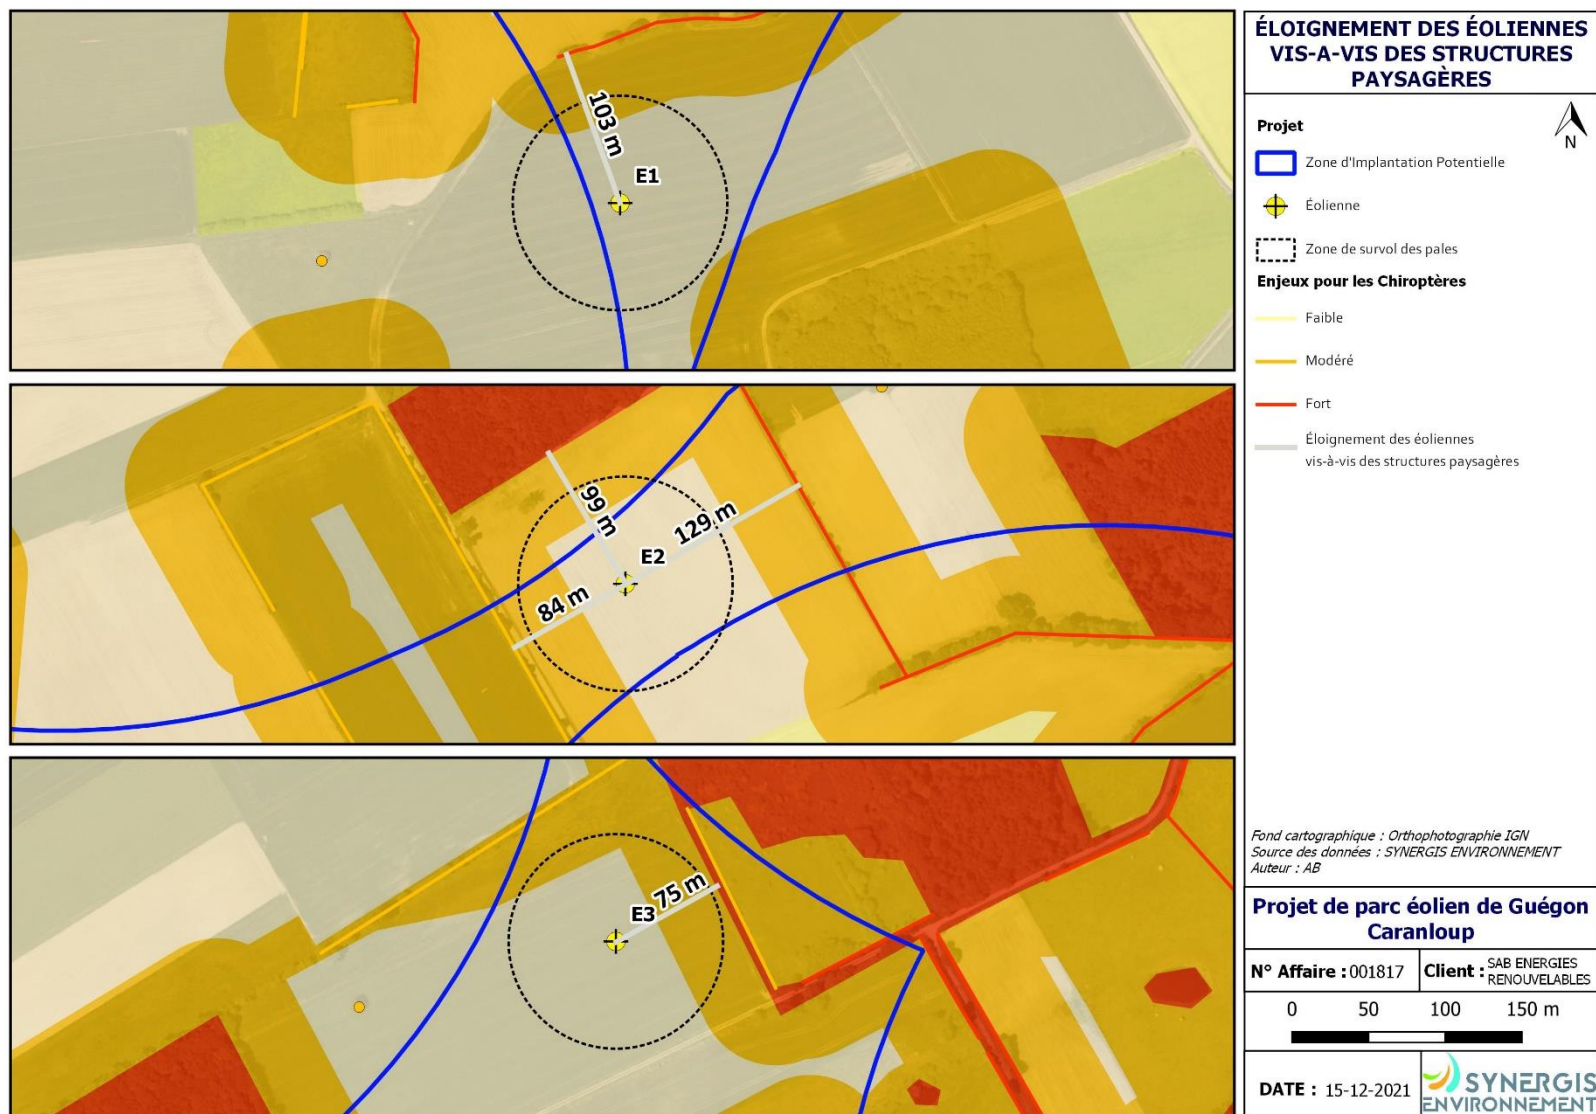 103 m
E1
99 m
129 m
E2
84 m
75 m
E3
ÉLOIGNEMENT DES ÉOLIENNES
VIS-A-VIS DES STRUCTURES
PAYSAGÈRES
Projet
N
Zone d'Implantation Potentielle
Éolienne
Zone de survol des pales
Enjeux pour les Chiroptères
Faible
Modéré
Fort
Éloignement des éoliennes
vis-à-vis des structures paysagères
Fond cartographique : Orthophotographie IGN
Source des données : SYNERGIS ENVIRONNEMENT
Auteur : AB
Projet de parc éolien de Guégon
Caranloup
N° Affaire : 001817
Client : SAB ENERGIES
RENOUVELABLES
0 50 100 150 m
DATE : 15-12-2021
SYNERGIS
ENVIRONNEMENT